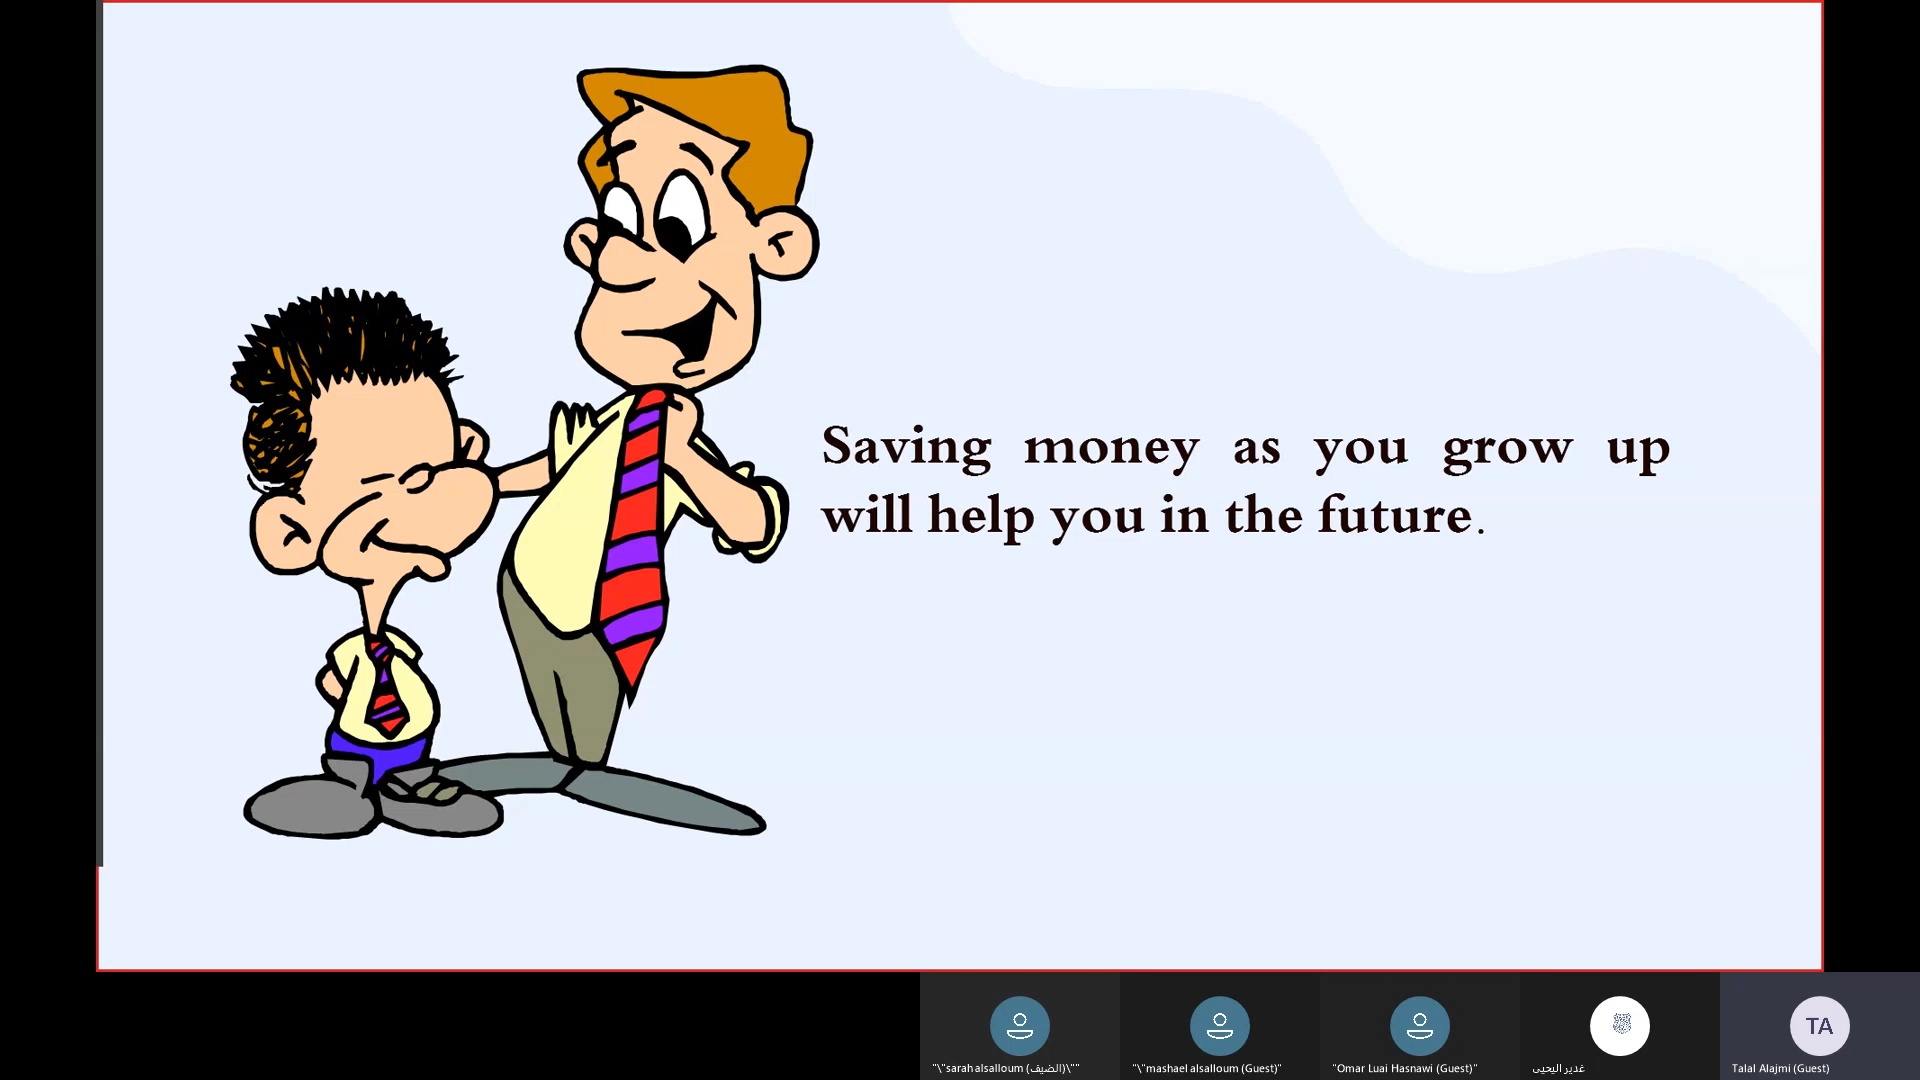 Saving money as you grow up
will help you in the future.
TA
"\"sarah alsalloum (الضيف)\""
"\"mashael alsalloum (Guest)"
"Omar Luai Hasnawi (Guest)"
غدير اليحيى
Talal Alajmi (Guest)